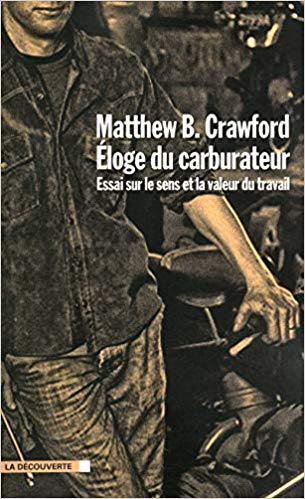 Matthew B. Crawford
Éloge du carburateur
Essai sur le sens et la valeur du travail
LA DÉCOUVERTE